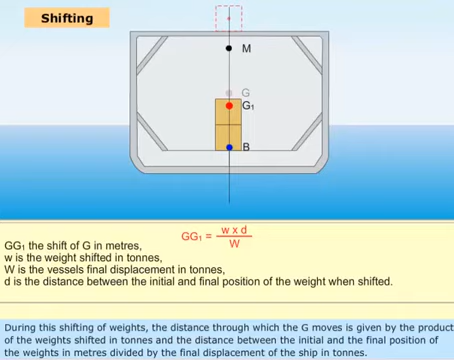 Shifting
M
G
G₁
B
GG₁ = w x d / W
GG₁ the shift of G in metres,
w is the weight shifted in tonnes,
W is the vessels final displacement in tonnes,
d is the distance between the initial and final position of the weight when shifted.
During this shifting of weights, the distance through which the G moves is given by the product
of the weights shifted in tonnes and the distance between the initial and the final position of
the weights in metres divided by the final displacement of the ship in tonnes.